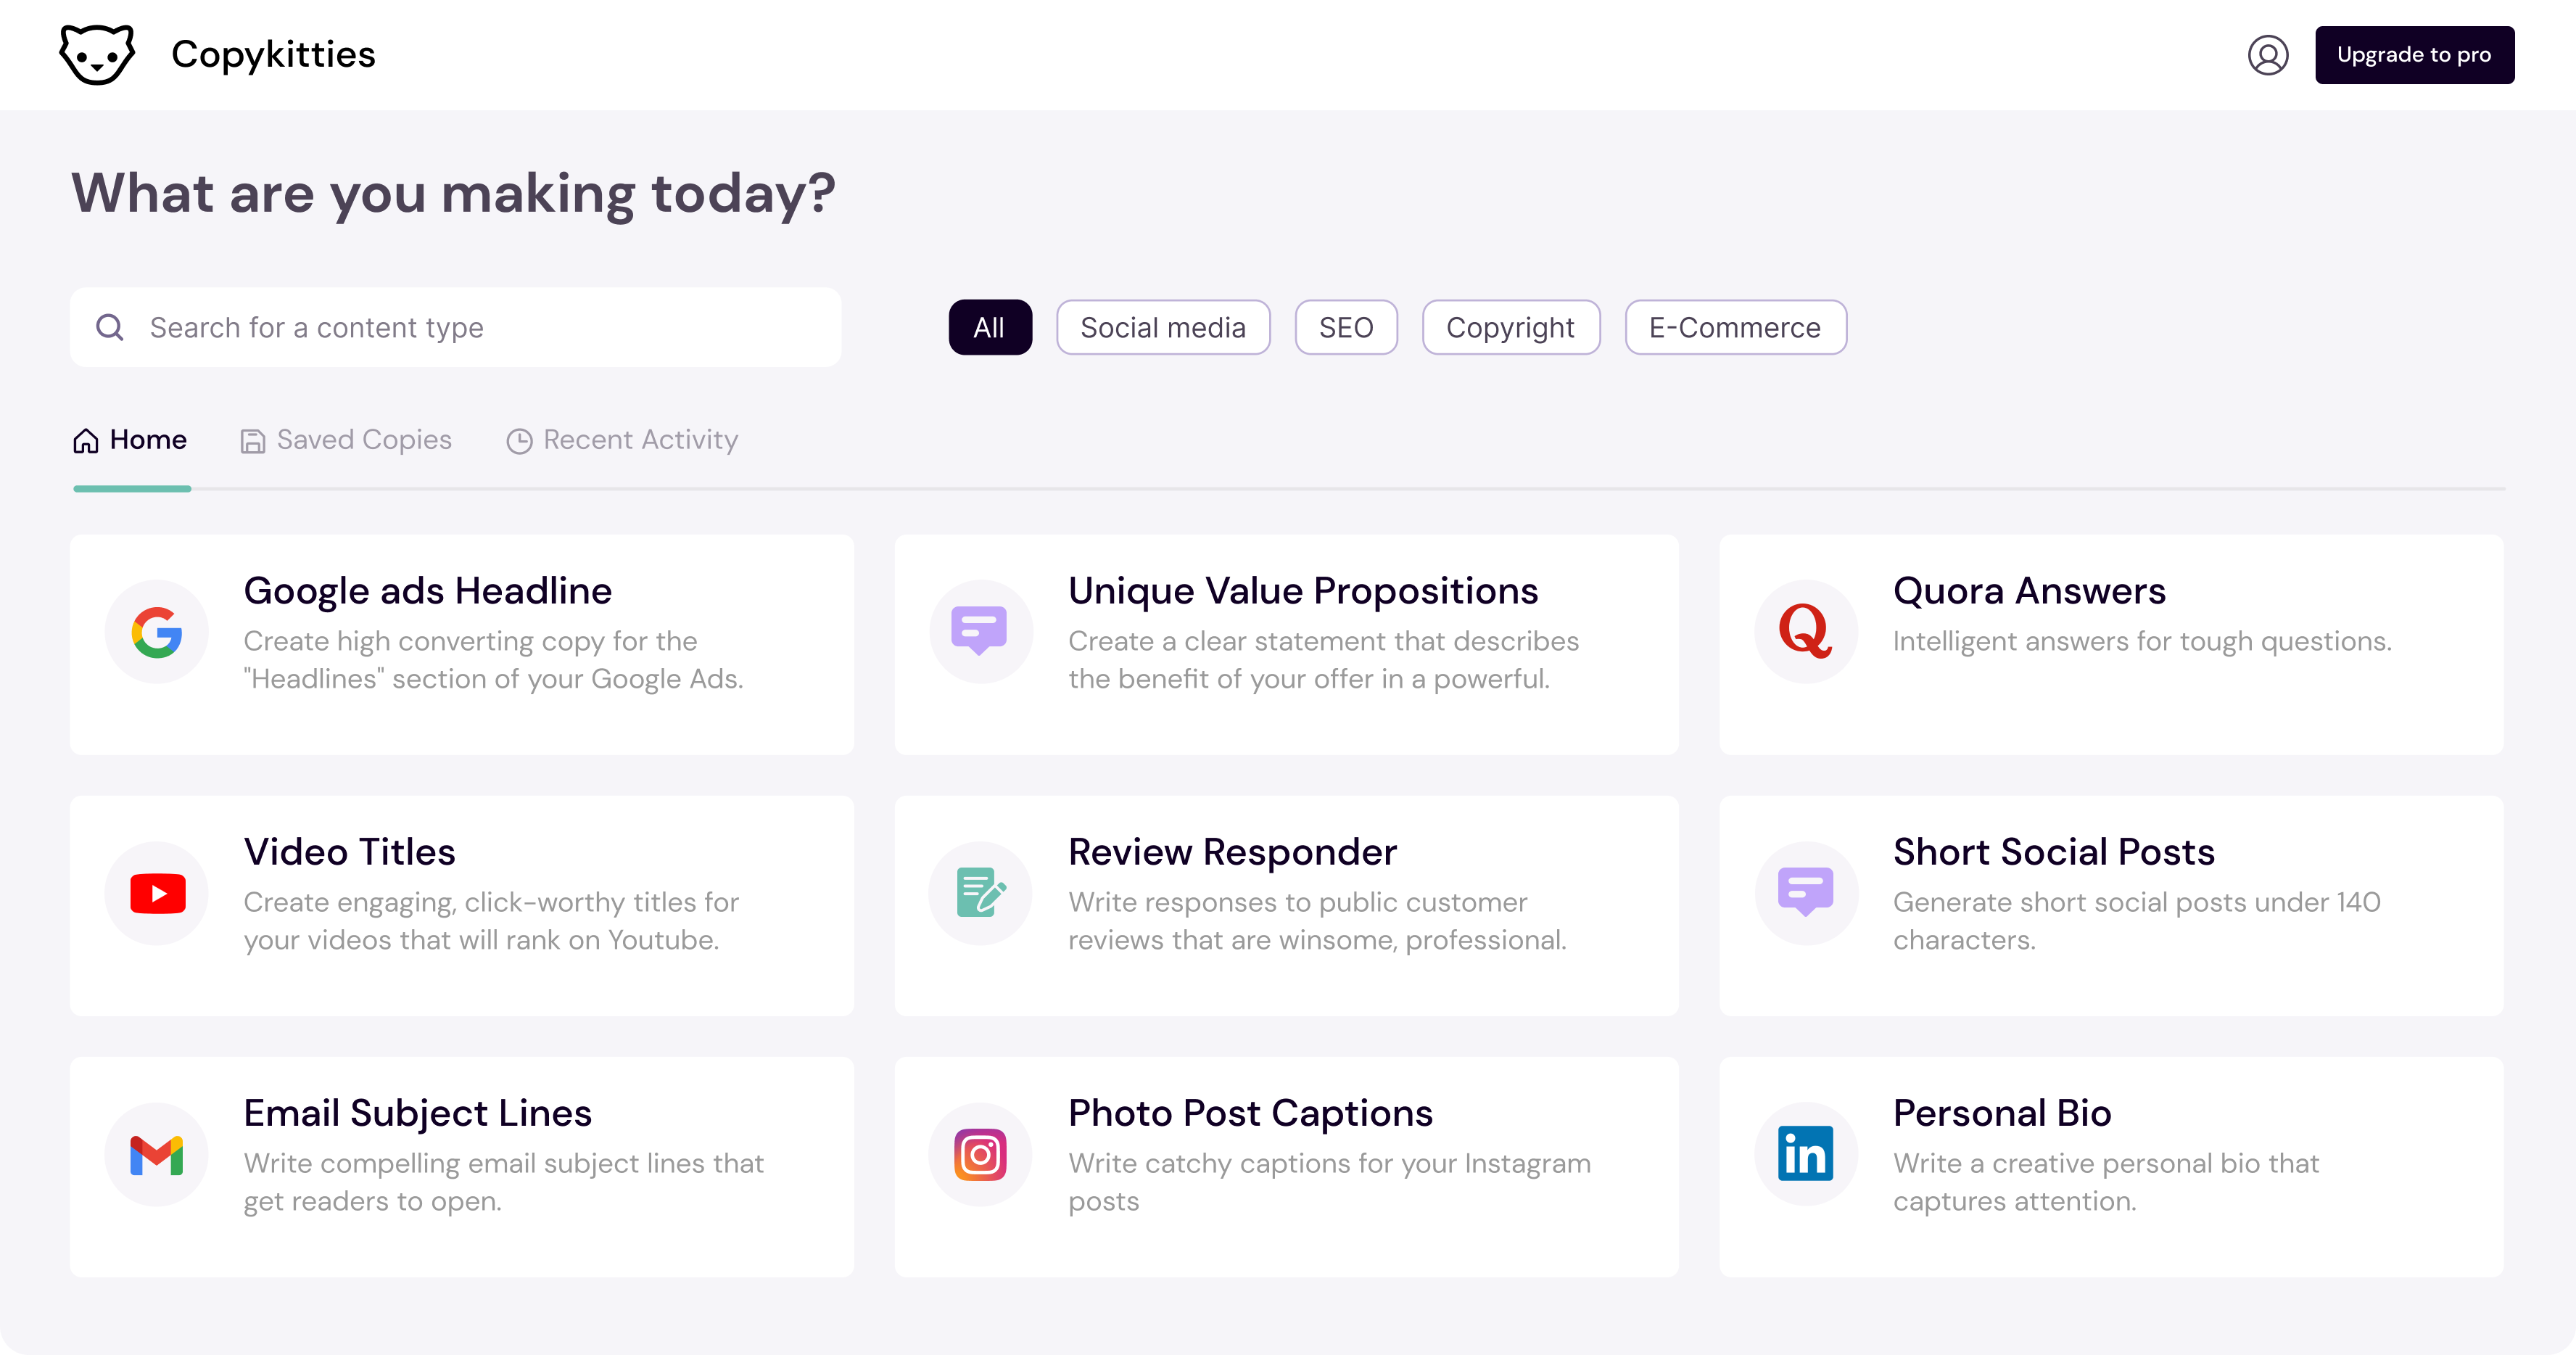 Copykitties
Upgrade to pro
What are you making today?
Search for a content type
All
Social media
SEO
Copyright
E-Commerce
Home
Saved Copies
Recent Activity
Google ads Headline
Create high converting copy for the
"Headlines" section of your Google Ads.
Unique Value Propositions
Create a clear statement that describes
the benefit of your offer in a powerful.
Quora Answers
Intelligent answers for tough questions.
Video Titles
Create engaging, click-worthy titles for
your videos that will rank on Youtube.
Review Responder
Write responses to public customer
reviews that are winsome, professional.
Short Social Posts
Generate short social posts under 140
characters.
Email Subject Lines
Write compelling email subject lines that
get readers to open.
Photo Post Captions
Write catchy captions for your Instagram
posts
Personal Bio
Write a creative personal bio that
captures attention.